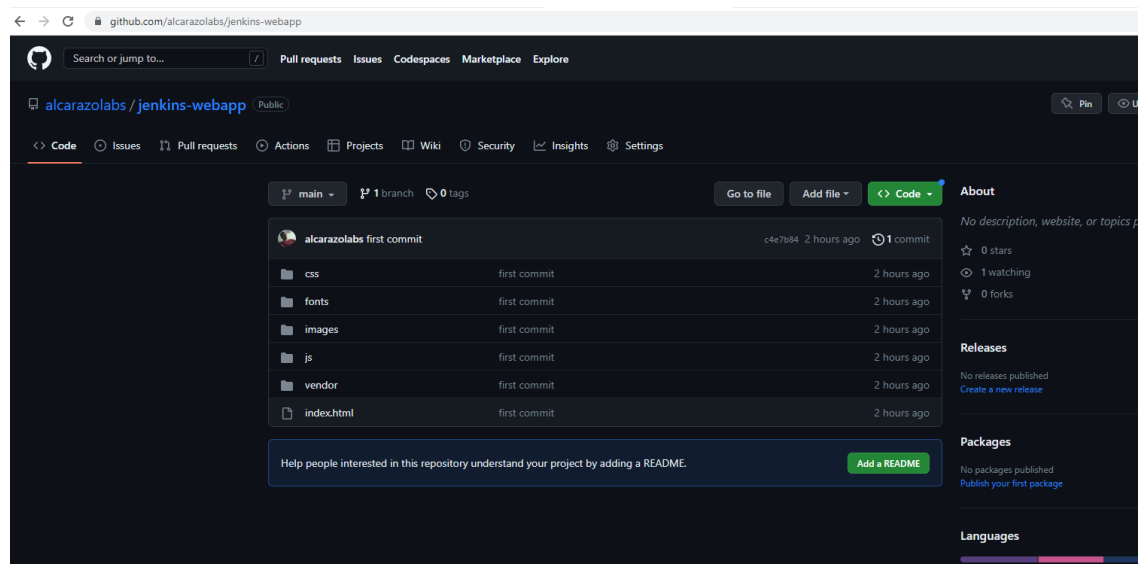 github.com/alcarazolabs/jenkins-webapp
Search or jump to... / Pull requests Issues Codespaces Marketplace Explore
alcarazolabs / jenkins-webapp Public Pin
Code Issues Pull requests Actions Projects Wiki Security Insights Settings
main 1 branch 0 tags Go to file Add file Code
About
No description, website, or topics
alcarazolabs first commit c4e7b84 2 hours ago 1 commit
0 stars
css first commit 2 hours ago
1 watching
fonts first commit 2 hours ago
0 forks
images first commit 2 hours ago
js first commit 2 hours ago
Releases
No releases published
vendor first commit 2 hours ago
Create a new release
index.html first commit 2 hours ago
Packages
Help people interested in this repository understand your project by adding a README. Add a README
No packages published
Publish your first package
Languages